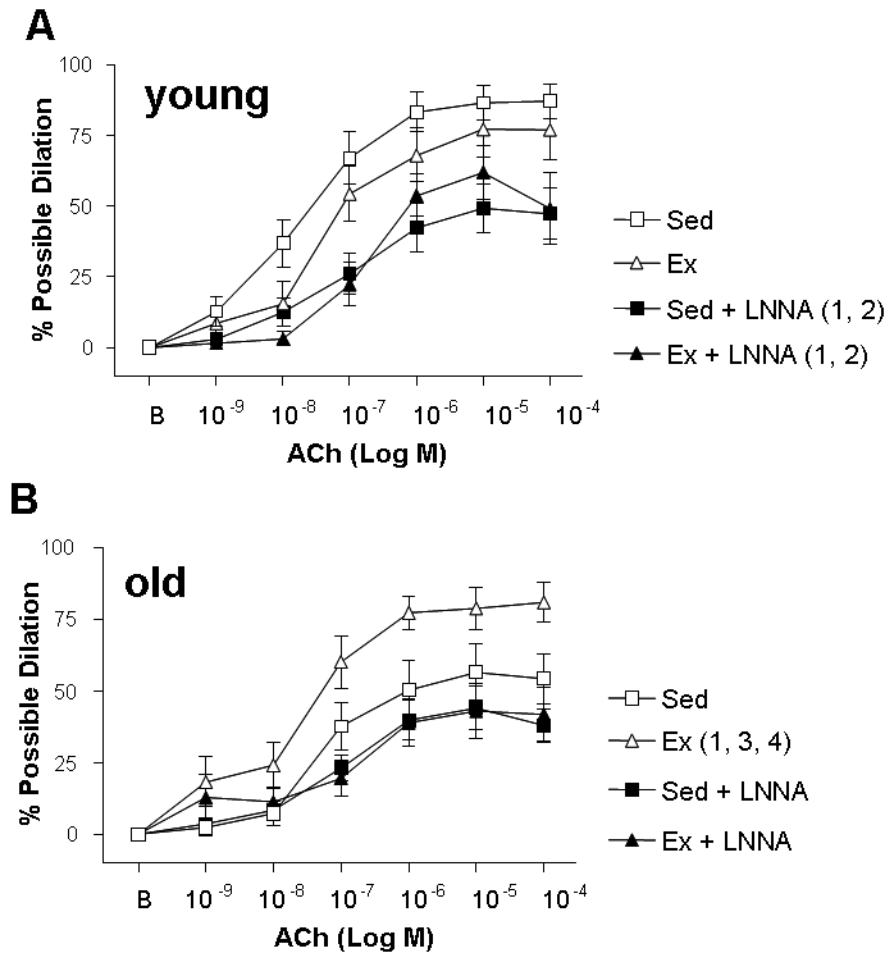 A
young
% Possible Dilation
100
75
50
25
0
B 10⁻⁹ 10⁻⁸ 10⁻⁷ 10⁻⁶ 10⁻⁵ 10⁻⁴
ACh (Log M)
Sed
Ex
Sed + LNNA (1, 2)
Ex + LNNA (1, 2)
B
old
% Possible Dilation
100
75
50
25
0
B 10⁻⁹ 10⁻⁸ 10⁻⁷ 10⁻⁶ 10⁻⁵ 10⁻⁴
ACh (Log M)
Sed
Ex (1, 3, 4)
Sed + LNNA
Ex + LNNA